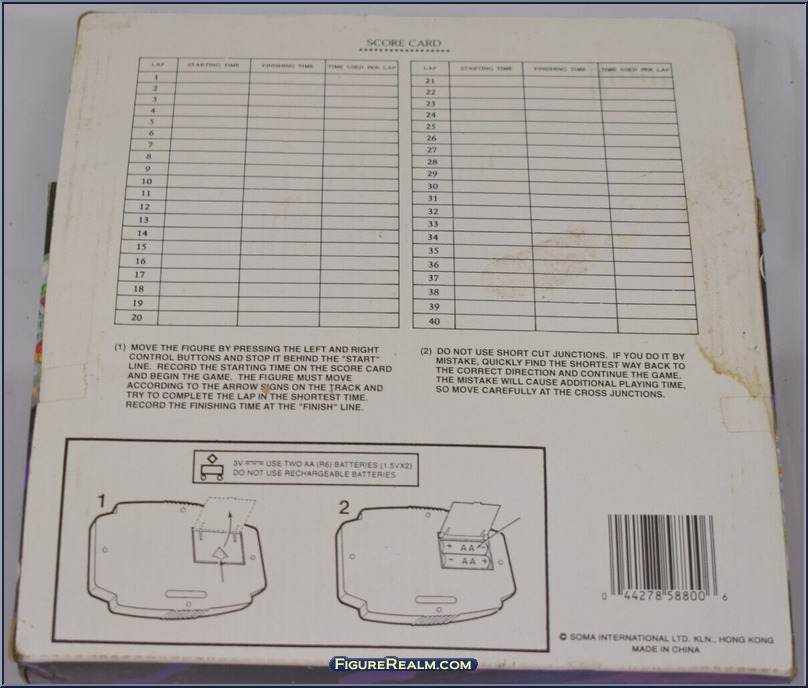 SCORE CARD
LAP STARTING TIME FINISHING TIME TIME USED PER LAP
1
2
3
4
5
6
7
8
9
10
11
12
13
14
15
16
17
18
19
20
LAP STARTING TIME FINISHING TIME TIME USED PER LAP
21
22
23
24
25
26
27
28
29
30
31
32
33
34
35
36
37
38
39
40
(1) MOVE THE FIGURE BY PRESSING THE LEFT AND RIGHT
CONTROL BUTTONS AND STOP IT BEHIND THE "START"
LINE. RECORD THE STARTING TIME ON THE SCORE CARD
AND BEGIN THE GAME. THE FIGURE MUST MOVE
ACCORDING TO THE ARROW SIGNS ON THE TRACK AND
TRY TO COMPLETE THE LAP IN THE SHORTEST TIME.
RECORD THE FINISHING TIME AT THE "FINISH" LINE.
(2) DO NOT USE SHORT CUT JUNCTIONS. IF YOU DO IT BY
MISTAKE, QUICKLY FIND THE SHORTEST WAY BACK TO
THE CORRECT DIRECTION AND CONTINUE THE GAME.
THE MISTAKE WILL CAUSE ADDITIONAL PLAYING TIME,
SO MOVE CAREFULLY AT THE CROSS JUNCTIONS.
3V ⎓ USE TWO AA (R6) BATTERIES (1.5VX2)
DO NOT USE RECHARGEABLE BATTERIES
1
2
+ AA -
- AA +
0 44278 58800 6
© SOMA INTERNATIONAL LTD. KLN., HONG KONG
MADE IN CHINA
FIGUREREALM.COM